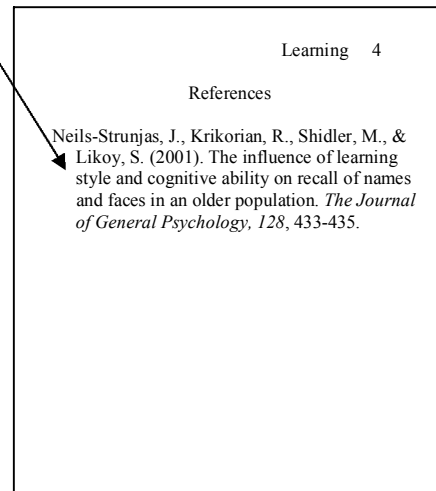 Learning 4
References
Neils-Strunjas, J., Krikorian, R., Shidler, M., &
Likoy, S. (2001). The influence of learning
style and cognitive ability on recall of names
and faces in an older population. The Journal
of General Psychology, 128, 433-435.